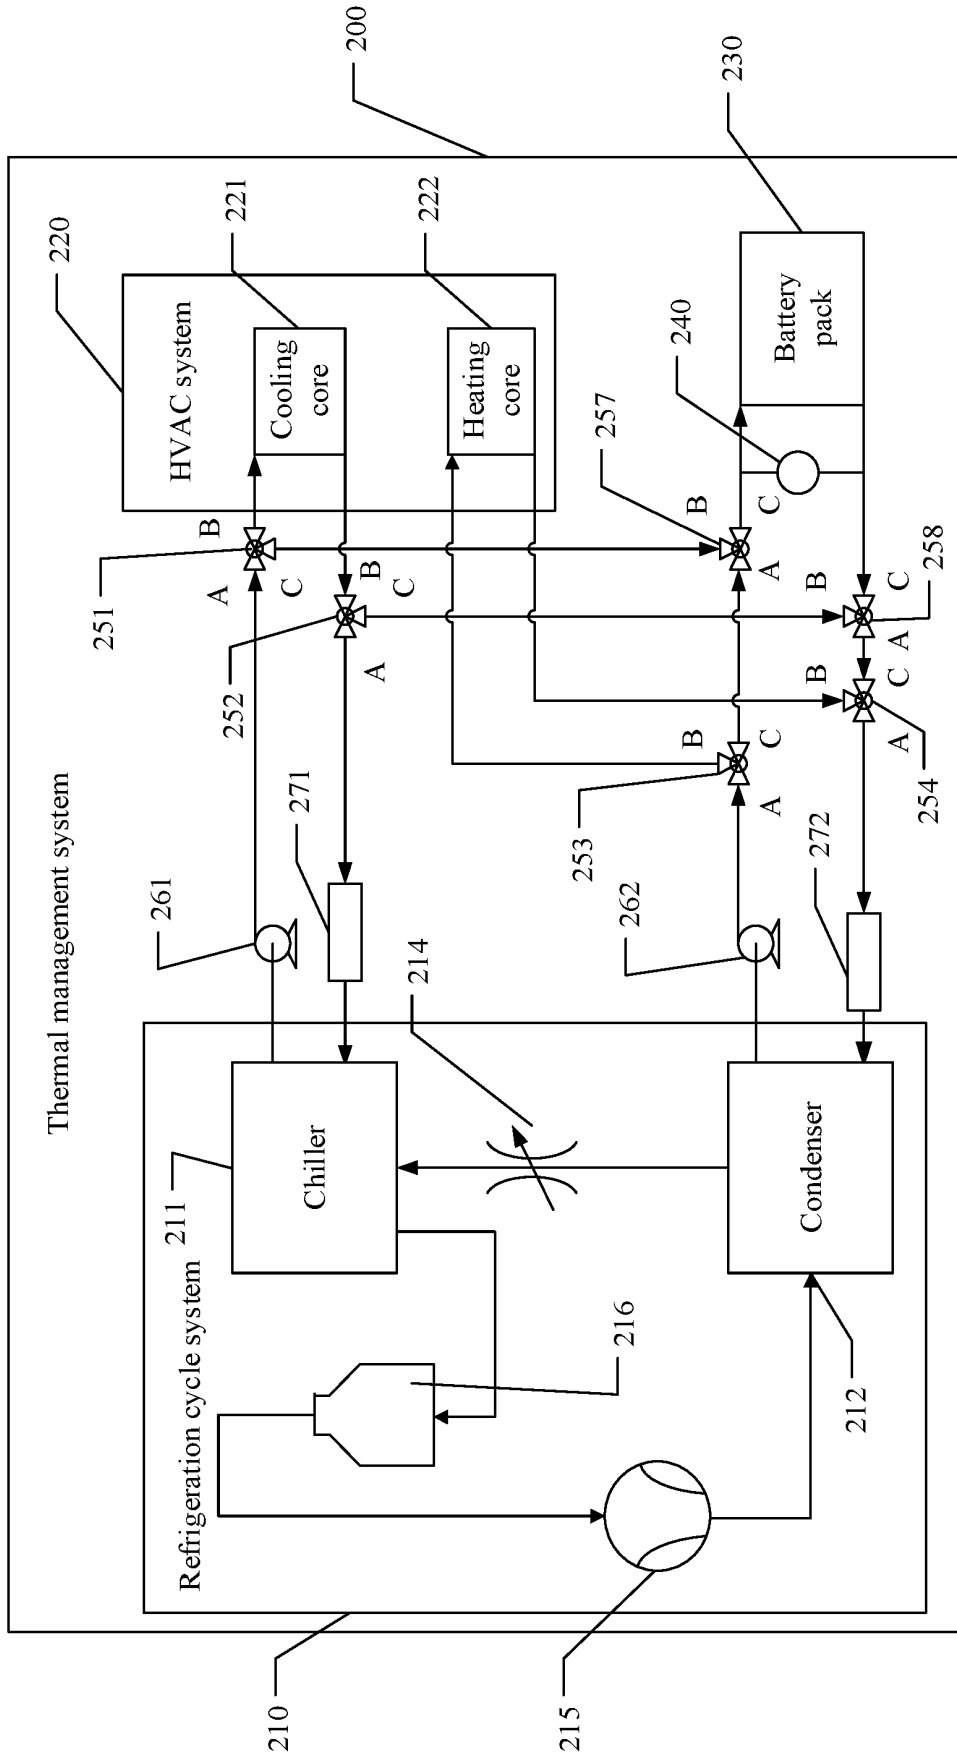 Thermal management system
200
210
Refrigeration cycle system
211
Chiller
216
215
212
Condenser
214
261
271
262
272
220
HVAC system
221
Cooling
core
222
Heating
core
251
A
B
C
252
B
C
A
253
A
B
C
257
A
B
C
240
230
Battery
pack
258
B
C
A
254
B
C
A